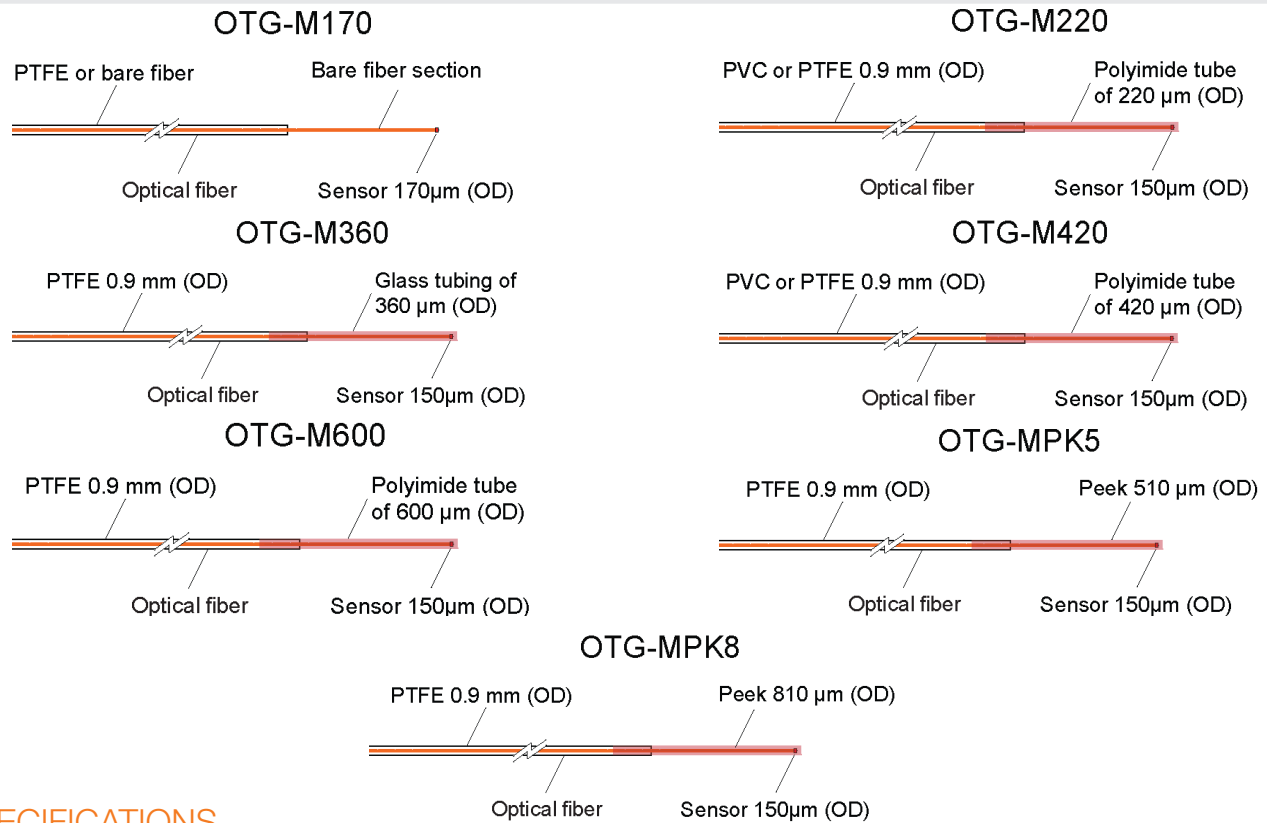 OTG-M170
PTFE or bare fiber
Bare fiber section
Optical fiber
Sensor 170µm (OD)
OTG-M220
PVC or PTFE 0.9 mm (OD)
Polyimide tube
of 220 µm (OD)
Optical fiber
Sensor 150µm (OD)
OTG-M360
PTFE 0.9 mm (OD)
Glass tubing of
360 µm (OD)
Optical fiber
Sensor 150µm (OD)
OTG-M420
PVC or PTFE 0.9 mm (OD)
Polyimide tube
of 420 µm (OD)
Optical fiber
Sensor 150µm (OD)
OTG-M600
PTFE 0.9 mm (OD)
Polyimide tube
of 600 µm (OD)
Optical fiber
Sensor 150µm (OD)
OTG-MPK5
PTFE 0.9 mm (OD)
Peek 510 µm (OD)
Optical fiber
Sensor 150µm (OD)
OTG-MPK8
PTFE 0.9 mm (OD)
Peek 810 µm (OD)
Optical fiber
Sensor 150µm (OD)
ECIFICATIONS